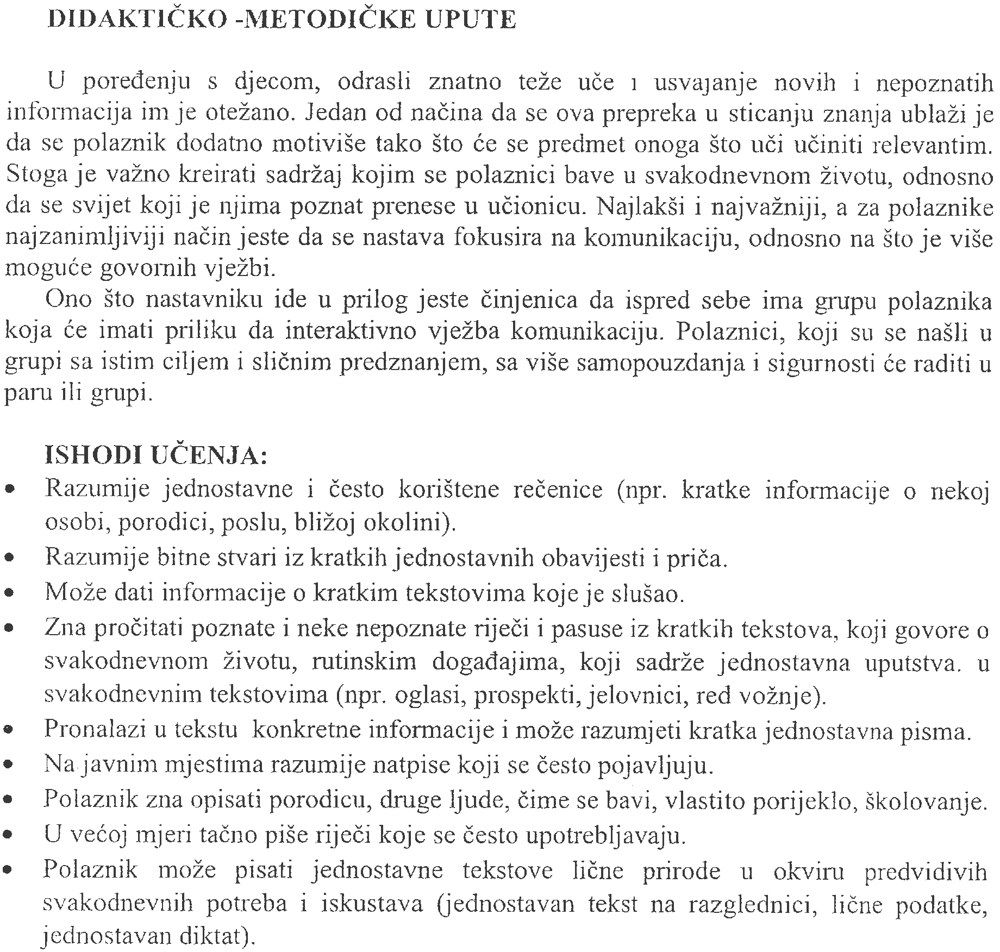 DIDAKTIČKO -METODIČKE UPUTE
U poređenju s djecom, odrasli znatno teže uče i usvajanje novih i nepoznatih
informacija im je otežano. Jedan od načina da se ova prepreka u sticanju znanja ublaži je
da se polaznik dodatno motiviše tako što će se predmet onoga što uči učiniti relevantim.
Stoga je važno kreirati sadržaj kojim se polaznici bave u svakodnevnom životu, odnosno
da se svijet koji je njima poznat prenese u učionicu. Najlakši i najvažniji, a za polaznike
najzanimljiviji način jeste da se nastava fokusira na komunikaciju, odnosno na što je više
moguće govornih vježbi.
Ono što nastavniku ide u prilog jeste činjenica da ispred sebe ima grupu polaznika
koja će imati priliku da interaktivno vježba komunikaciju. Polaznici, koji su se našli u
grupi sa istim ciljem i sličnim predznanjem, sa više samopouzdanja i sigurnosti će raditi u
paru ili grupi.
ISHODI UČENJA:
• Razumije jednostavne i često korištene rečenice (npr. kratke informacije o nekoj
osobi, porodici, poslu, bližoj okolini).
• Razumije bitne stvari iz kratkih jednostavnih obavijesti i priča.
• Može dati informacije o kratkim tekstovima koje je slušao.
• Zna pročitati poznate i neke nepoznate riječi i pasuse iz kratkih tekstova, koji govore o
svakodnevnom životu, rutinskim događajima, koji sadrže jednostavna uputstva. u
svakodnevnim tekstovima (npr. oglasi, prospekti, jelovnici, red vožnje).
• Pronalazi u tekstu konkretne informacije i može razumjeti kratka jednostavna pisma.
• Na javnim mjestima razumije natpise koji se često pojavljuju.
• Polaznik zna opisati porodicu, druge ljude, čime se bavi, vlastito porijeklo, školovanje.
• U većoj mjeri tačno piše riječi koje se često upotrebljavaju.
• Polaznik može pisati jednostavne tekstove lične prirode u okviru predvidivih
svakodnevnih potreba i iskustava (jednostavan tekst na razglednici, lične podatke,
jednostavan diktat).